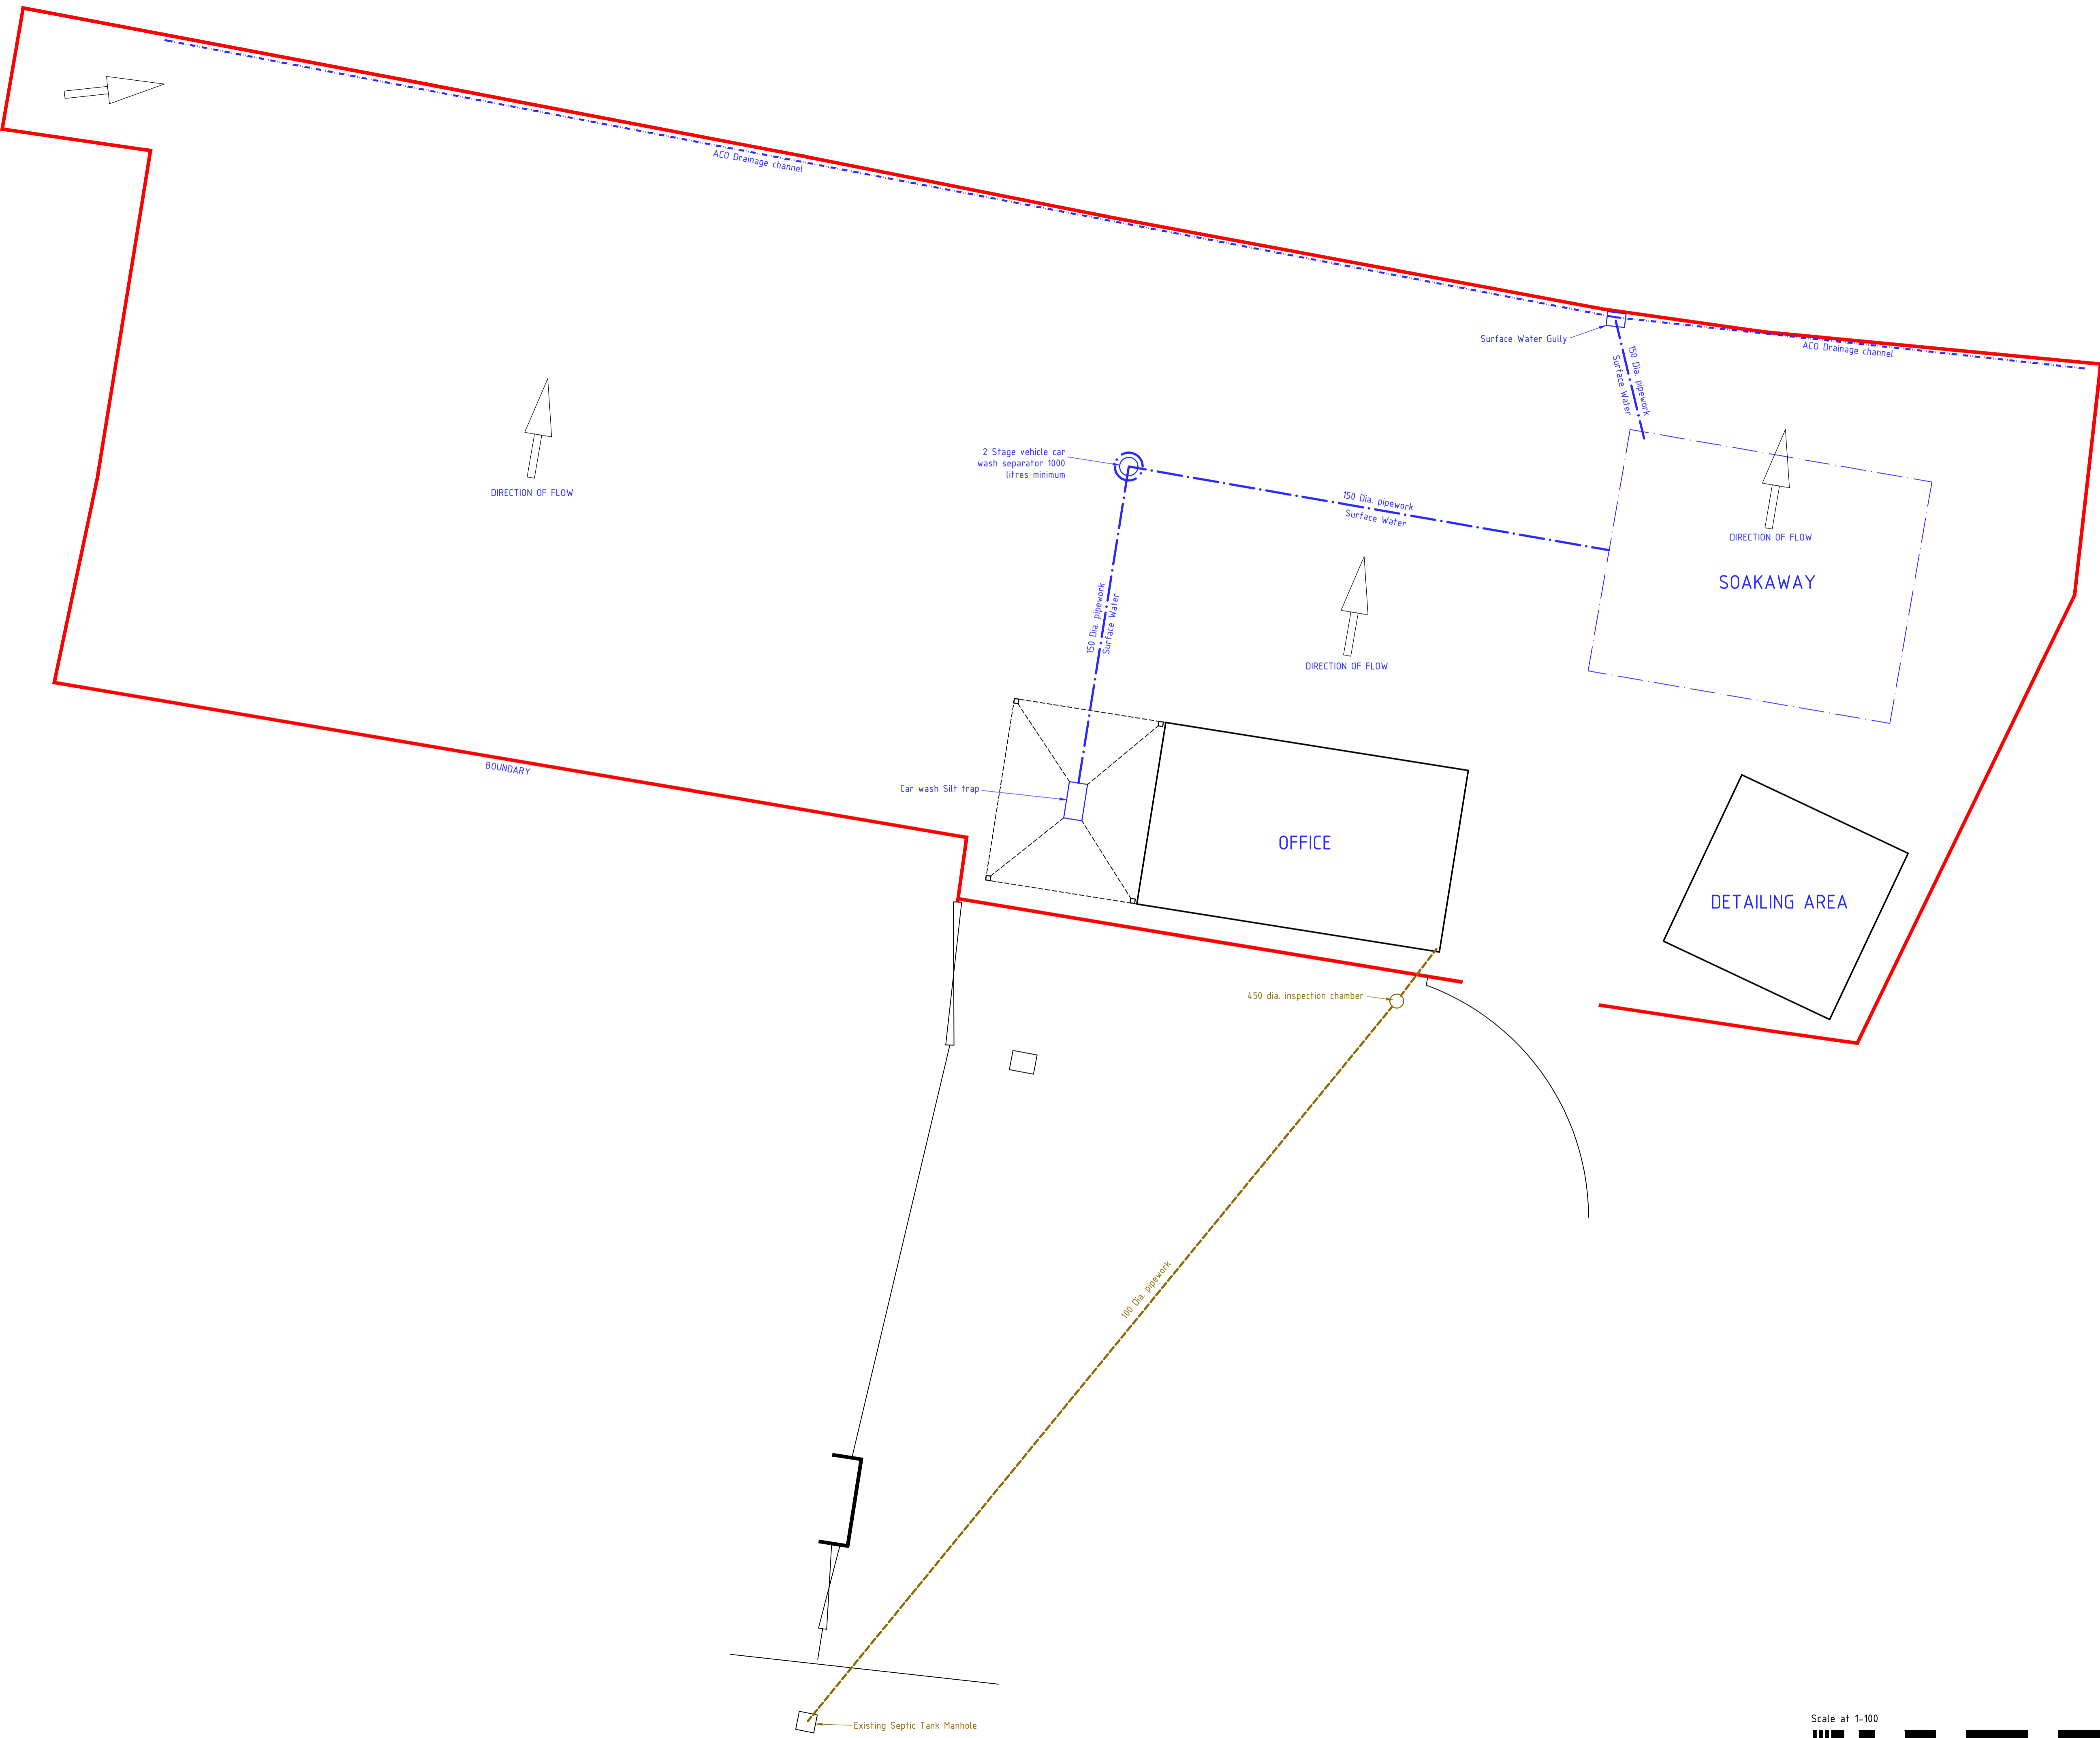 ACO Drainage channel
Surface Water Gully
150 Dia. pipework
Surface Water
ACO Drainage channel
2 Stage vehicle car
wash separator 1000
litres minimum
DIRECTION OF FLOW
150 Dia. pipework
Surface Water
DIRECTION OF FLOW
SOAKAWAY
150 Dia. pipework
Surface Water
DIRECTION OF FLOW
BOUNDARY
Car wash Silt trap
OFFICE
DETAILING AREA
450 dia. inspection chamber
100 Dia. pipework
Existing Septic Tank Manhole
Scale at 1-100